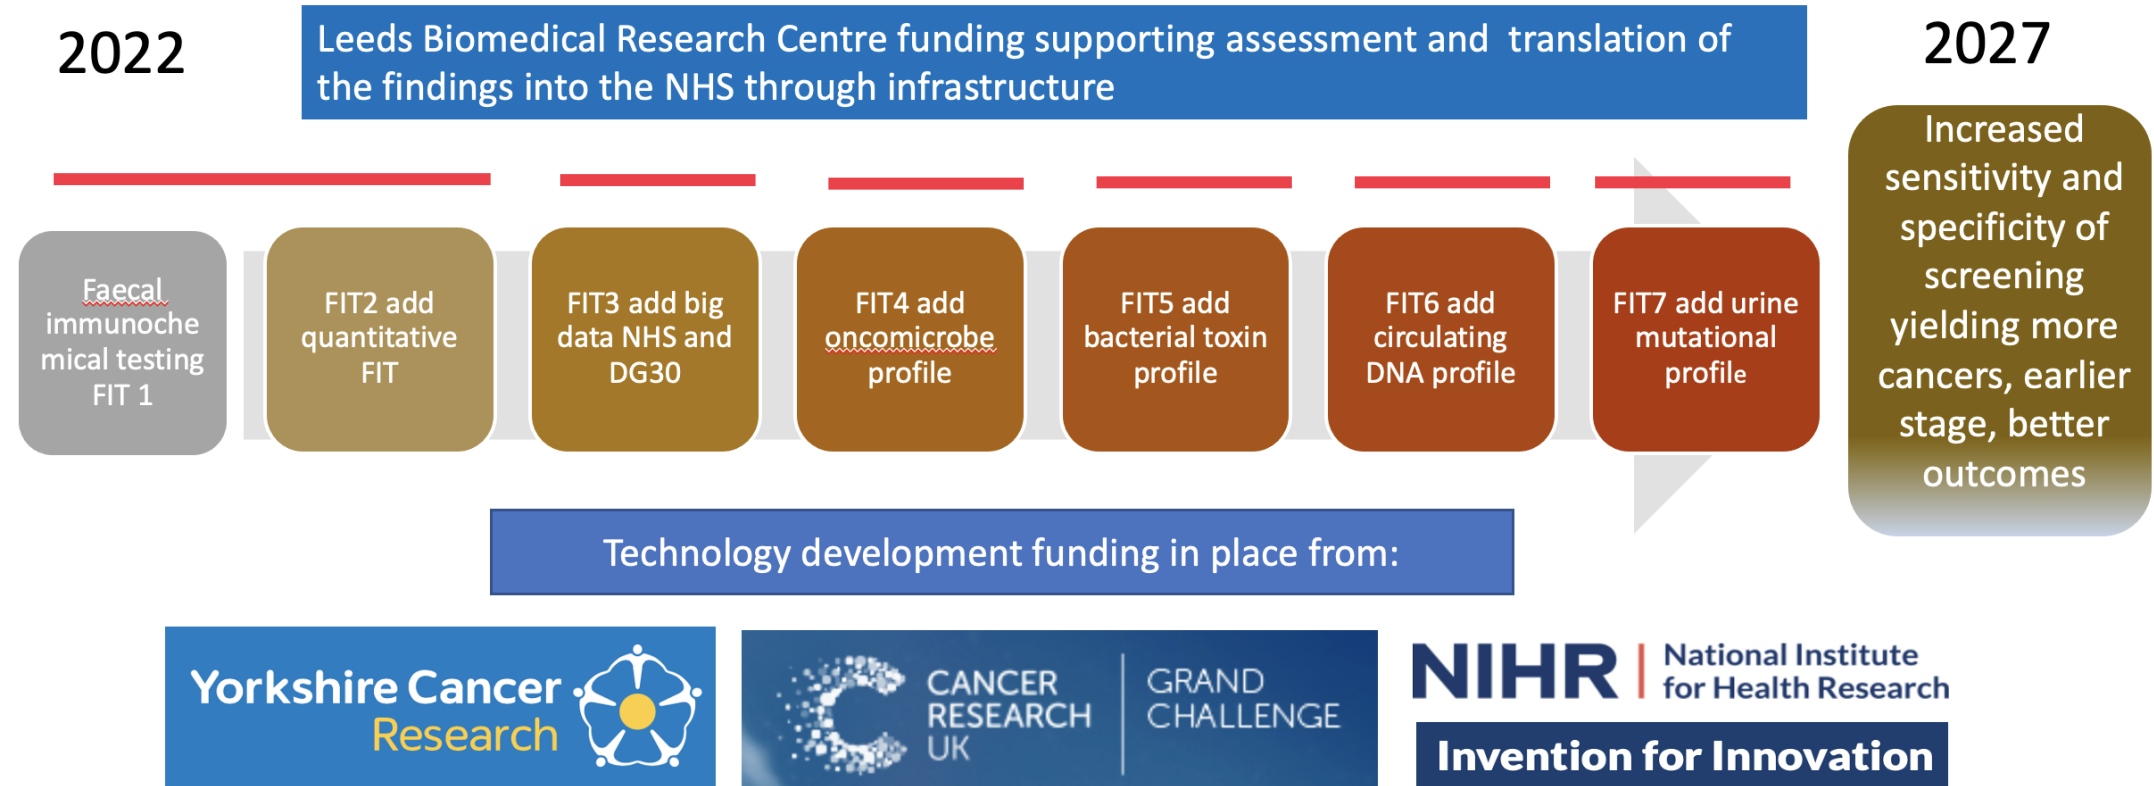 2022
Leeds Biomedical Research Centre funding supporting assessment and translation of
the findings into the NHS through infrastructure
2027
Faecal
immunoche
mical testing
FIT 1
FIT2 add
quantitative
FIT
FIT3 add big
data NHS and
DG30
FIT4 add
oncomicrobe
profile
FIT5 add
bacterial toxin
profile
FIT6 add
circulating
DNA profile
FIT7 add urine
mutational
profile
Increased
sensitivity and
specificity of
screening
yielding more
cancers, earlier
stage, better
outcomes
Technology development funding in place from:
Yorkshire Cancer
Research
CANCER
RESEARCH
UK
GRAND
CHALLENGE
NIHR
National Institute
for Health Research
Invention for Innovation